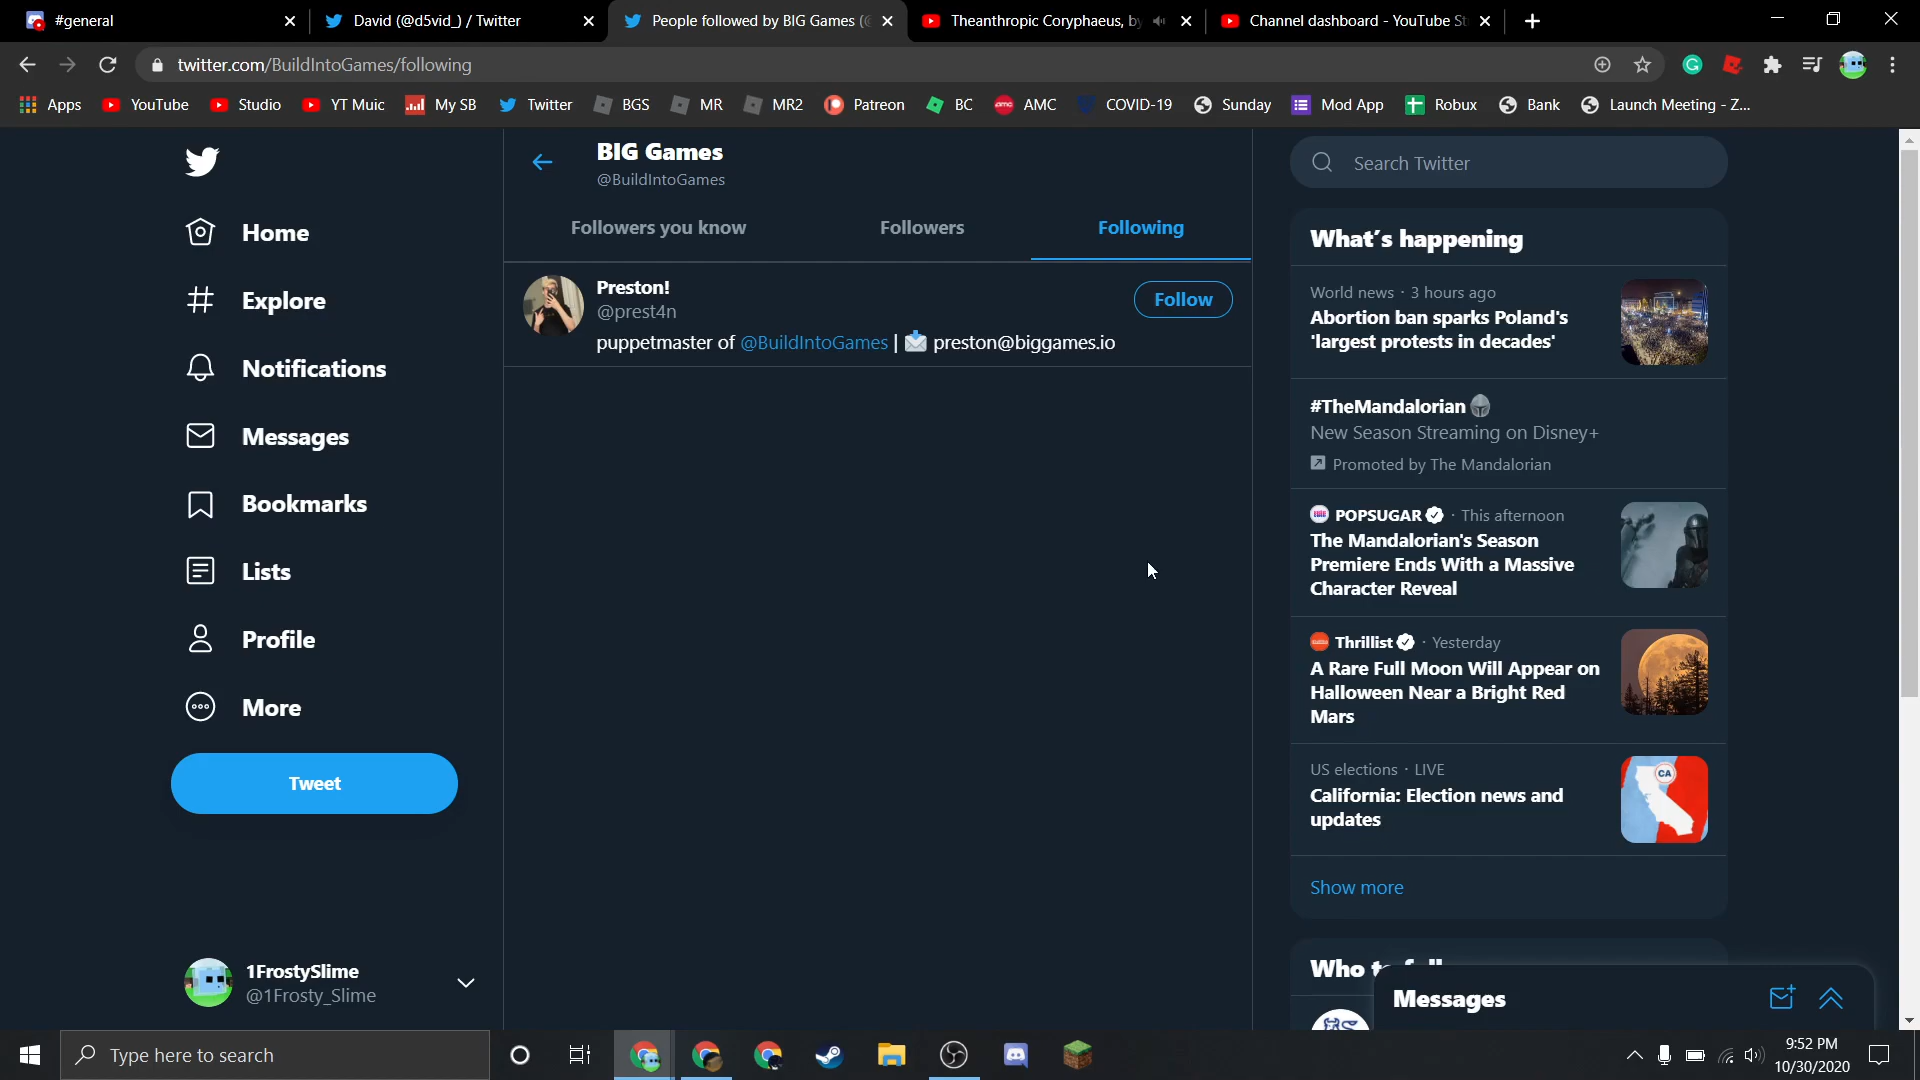 #general
David (@d5vid_) / Twitter
People followed by BIG Games (@
Theanthropic Coryphaeus, by
Channel dashboard - YouTube St
twitter.com/BuildIntoGames/following
Apps
YouTube
Studio
YT Muic
My SB
Twitter
BGS
MR
MR2
Patreon
BC
AMC
COVID-19
Sunday
Mod App
Robux
Bank
Launch Meeting - Z...
Home
Explore
Notifications
Messages
Bookmarks
Lists
Profile
More
Tweet
1FrostySlime
@1Frosty_Slime
BIG Games
@BuildIntoGames
Followers you know
Followers
Following
Preston!
@prest4n
Follow
puppetmaster of @BuildIntoGames | 📩 preston@biggames.io
Search Twitter
What's happening
World news · 3 hours ago
Abortion ban sparks Poland's
'largest protests in decades'
#TheMandalorian
New Season Streaming on Disney+
Promoted by The Mandalorian
POPSUGAR · This afternoon
The Mandalorian's Season
Premiere Ends With a Massive
Character Reveal
Thrillist · Yesterday
A Rare Full Moon Will Appear on
Halloween Near a Bright Red
Mars
US elections · LIVE
California: Election news and
updates
CA
Show more
Who to follow
Messages
Type here to search
9:52 PM
10/30/2020